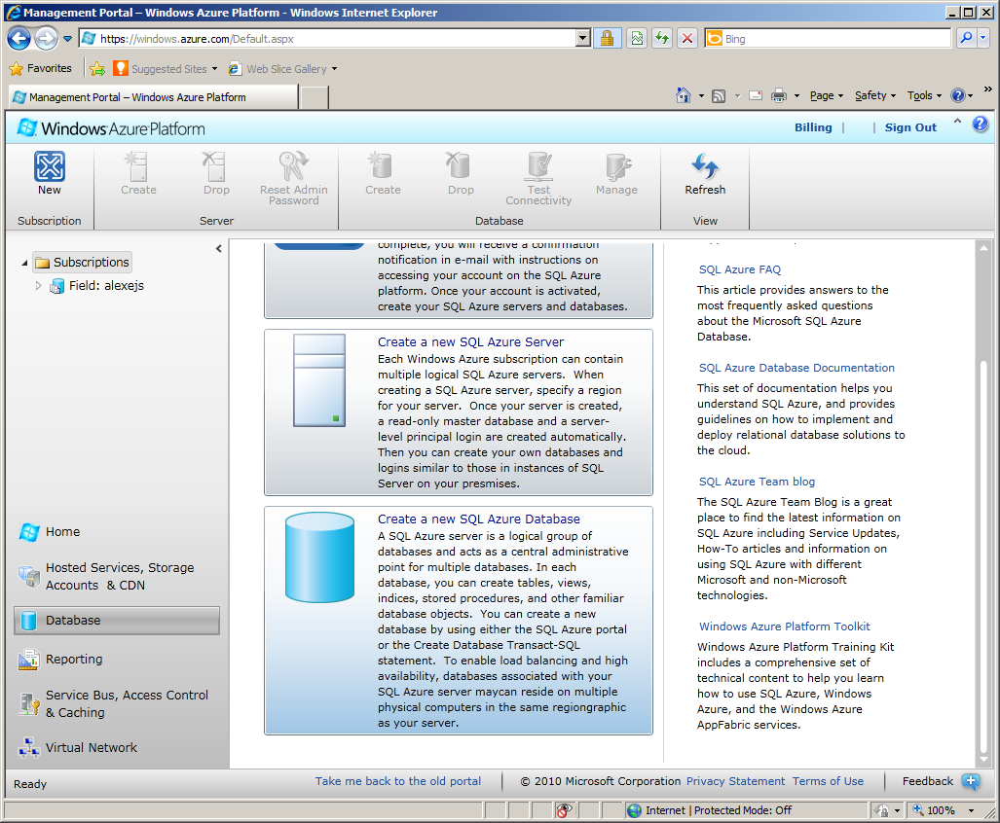 Management Portal – Windows Azure Platform - Windows Internet Explorer
https://windows.azure.com/Default.aspx
Bing
Favorites
Suggested Sites
Web Slice Gallery
Management Portal – Windows Azure Platform
Page
Safety
Tools
»
Windows Azure Platform
Billing |
| Sign Out
New
Create
Drop
Reset Admin
Password
Create
Drop
Test
Connectivity
Manage
Refresh
Subscription
Server
Database
View
Subscriptions
Field: alexejs
Home
Hosted Services, Storage
Accounts & CDN
Database
Reporting
Service Bus, Access Control
& Caching
Virtual Network
complete, you will receive a confirmation
notification in e-mail with instructions on
accessing your account on the SQL Azure
platform. Once your account is activated,
create your SQL Azure servers and databases.
Create a new SQL Azure Server
Each Windows Azure subscription can contain
multiple logical SQL Azure servers. When
creating a SQL Azure server, specify a region
for your server. Once your server is created,
a read-only master database and a server-
level principal login are created automatically.
Then you can create your own databases and
logins similar to those in instances of SQL
Server on your presmises.
Create a new SQL Azure Database
A SQL Azure server is a logical group of
databases and acts as a central administrative
point for multiple databases. In each
database, you can create tables, views,
indices, stored procedures, and other familiar
database objects. You can create a new
database by using either the SQL Azure portal
or the Create Database Transact-SQL
statement. To enable load balancing and high
availability, databases associated with your
SQL Azure server maycan reside on multiple
physical computers in the same regiongraphic
as your server.
SQL Azure FAQ
This article provides answers to the
most frequently asked questions
about the Microsoft SQL Azure
Database.
SQL Azure Database Documentation
This set of documentation helps you
understand SQL Azure, and provides
guidelines on how to implement and
deploy relational database solutions to
the cloud.
SQL Azure Team blog
The SQL Azure Team Blog is a great
place to find the latest information on
SQL Azure including Service Updates,
How-To articles and information on
using SQL Azure with different
Microsoft and non-Microsoft
technologies.
Windows Azure Platform Toolkit
Windows Azure Platform Training Kit
includes a comprehensive set of
technical content to help you learn
how to use SQL Azure, Windows
Azure, and the Windows Azure
AppFabric services.
Ready
Take me back to the old portal
© 2010 Microsoft Corporation Privacy Statement Terms of Use
Feedback
Internet | Protected Mode: Off
100%